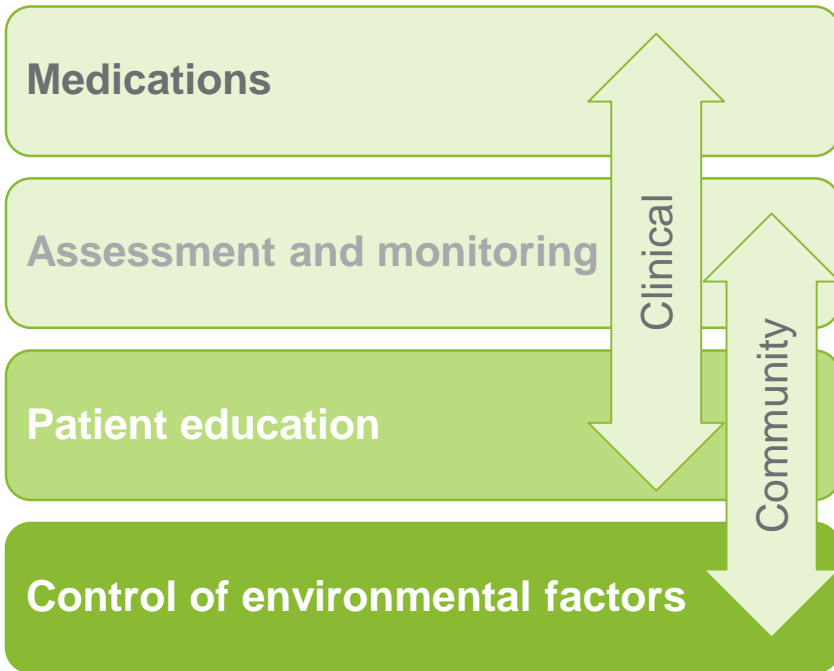 Medications
Assessment and monitoring
Clinical
Patient education
Community
Control of environmental factors